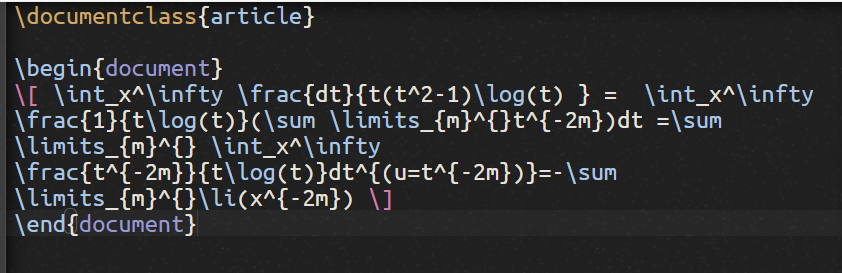 \documentclass{article}
\begin{document}
\[ \int_x^\infty \frac{dt}{t(t^2-1)\log(t) } =  \int_x^\infty
\frac{1}{t\log(t)}(\sum \limits_{m}^{}t^{-2m})dt =\sum
\limits_{m}^{} \int_x^\infty
\frac{t^{-2m}}{t\log(t)}dt^{(u=t^{-2m})}=-\sum
\limits_{m}^{}\li(x^{-2m}) \]
\end{document}